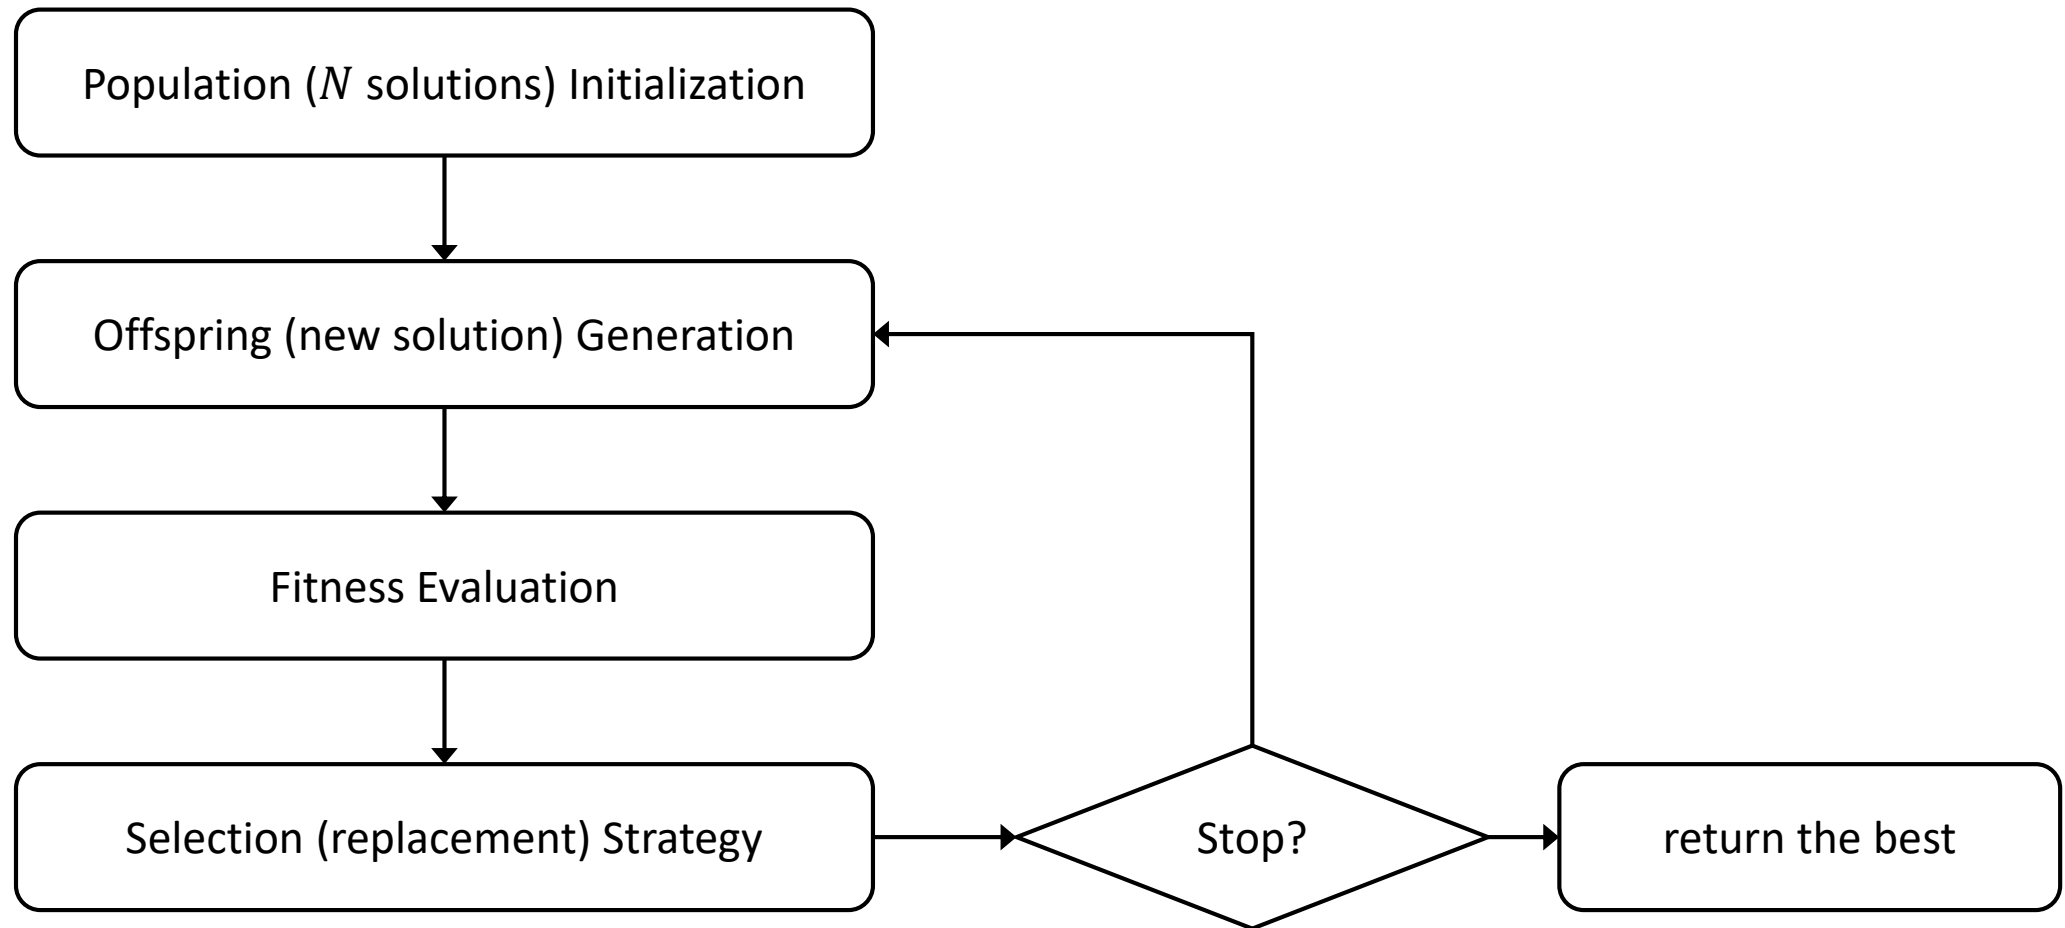 Population (N solutions) Initialization
Offspring (new solution) Generation
Fitness Evaluation
Selection (replacement) Strategy
Stop?
return the best